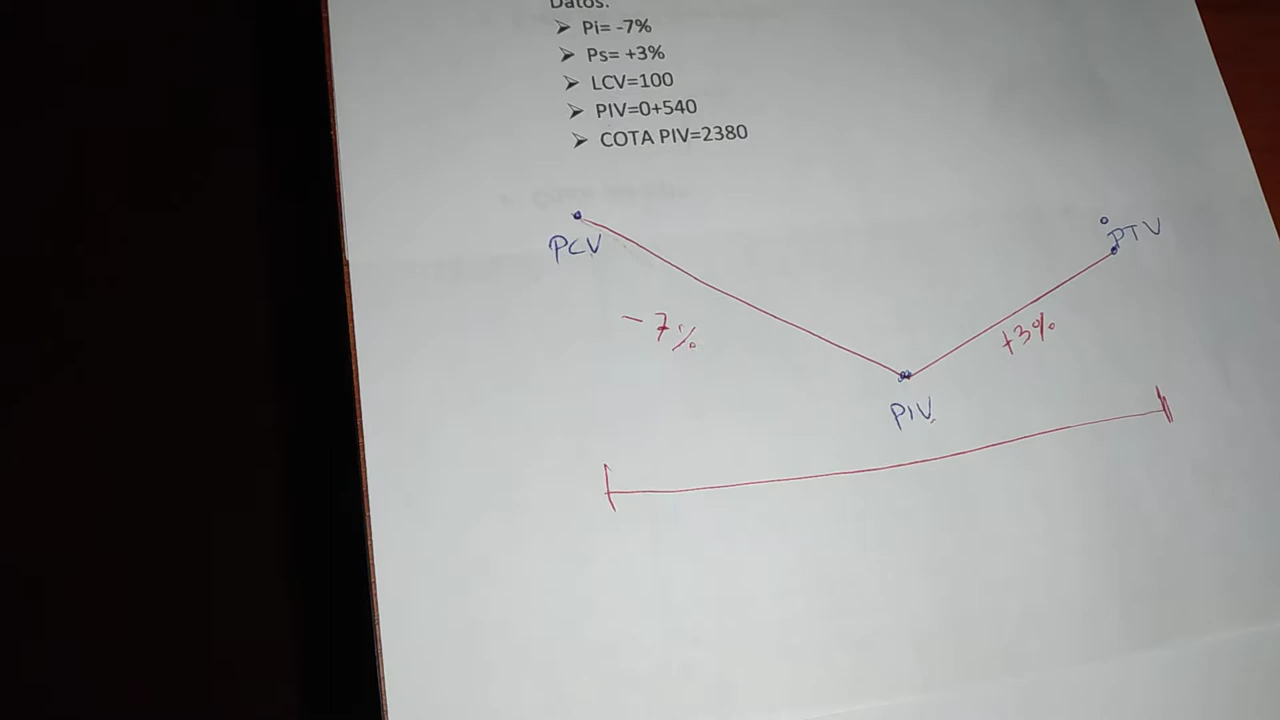 Datos:
➢ Pi= -7%
➢ Ps= +3%
➢ LCV=100
➢ PIV=0+540
➢ COTA PIV=2380
PCV
PTV
-7%
+3%
PIV.